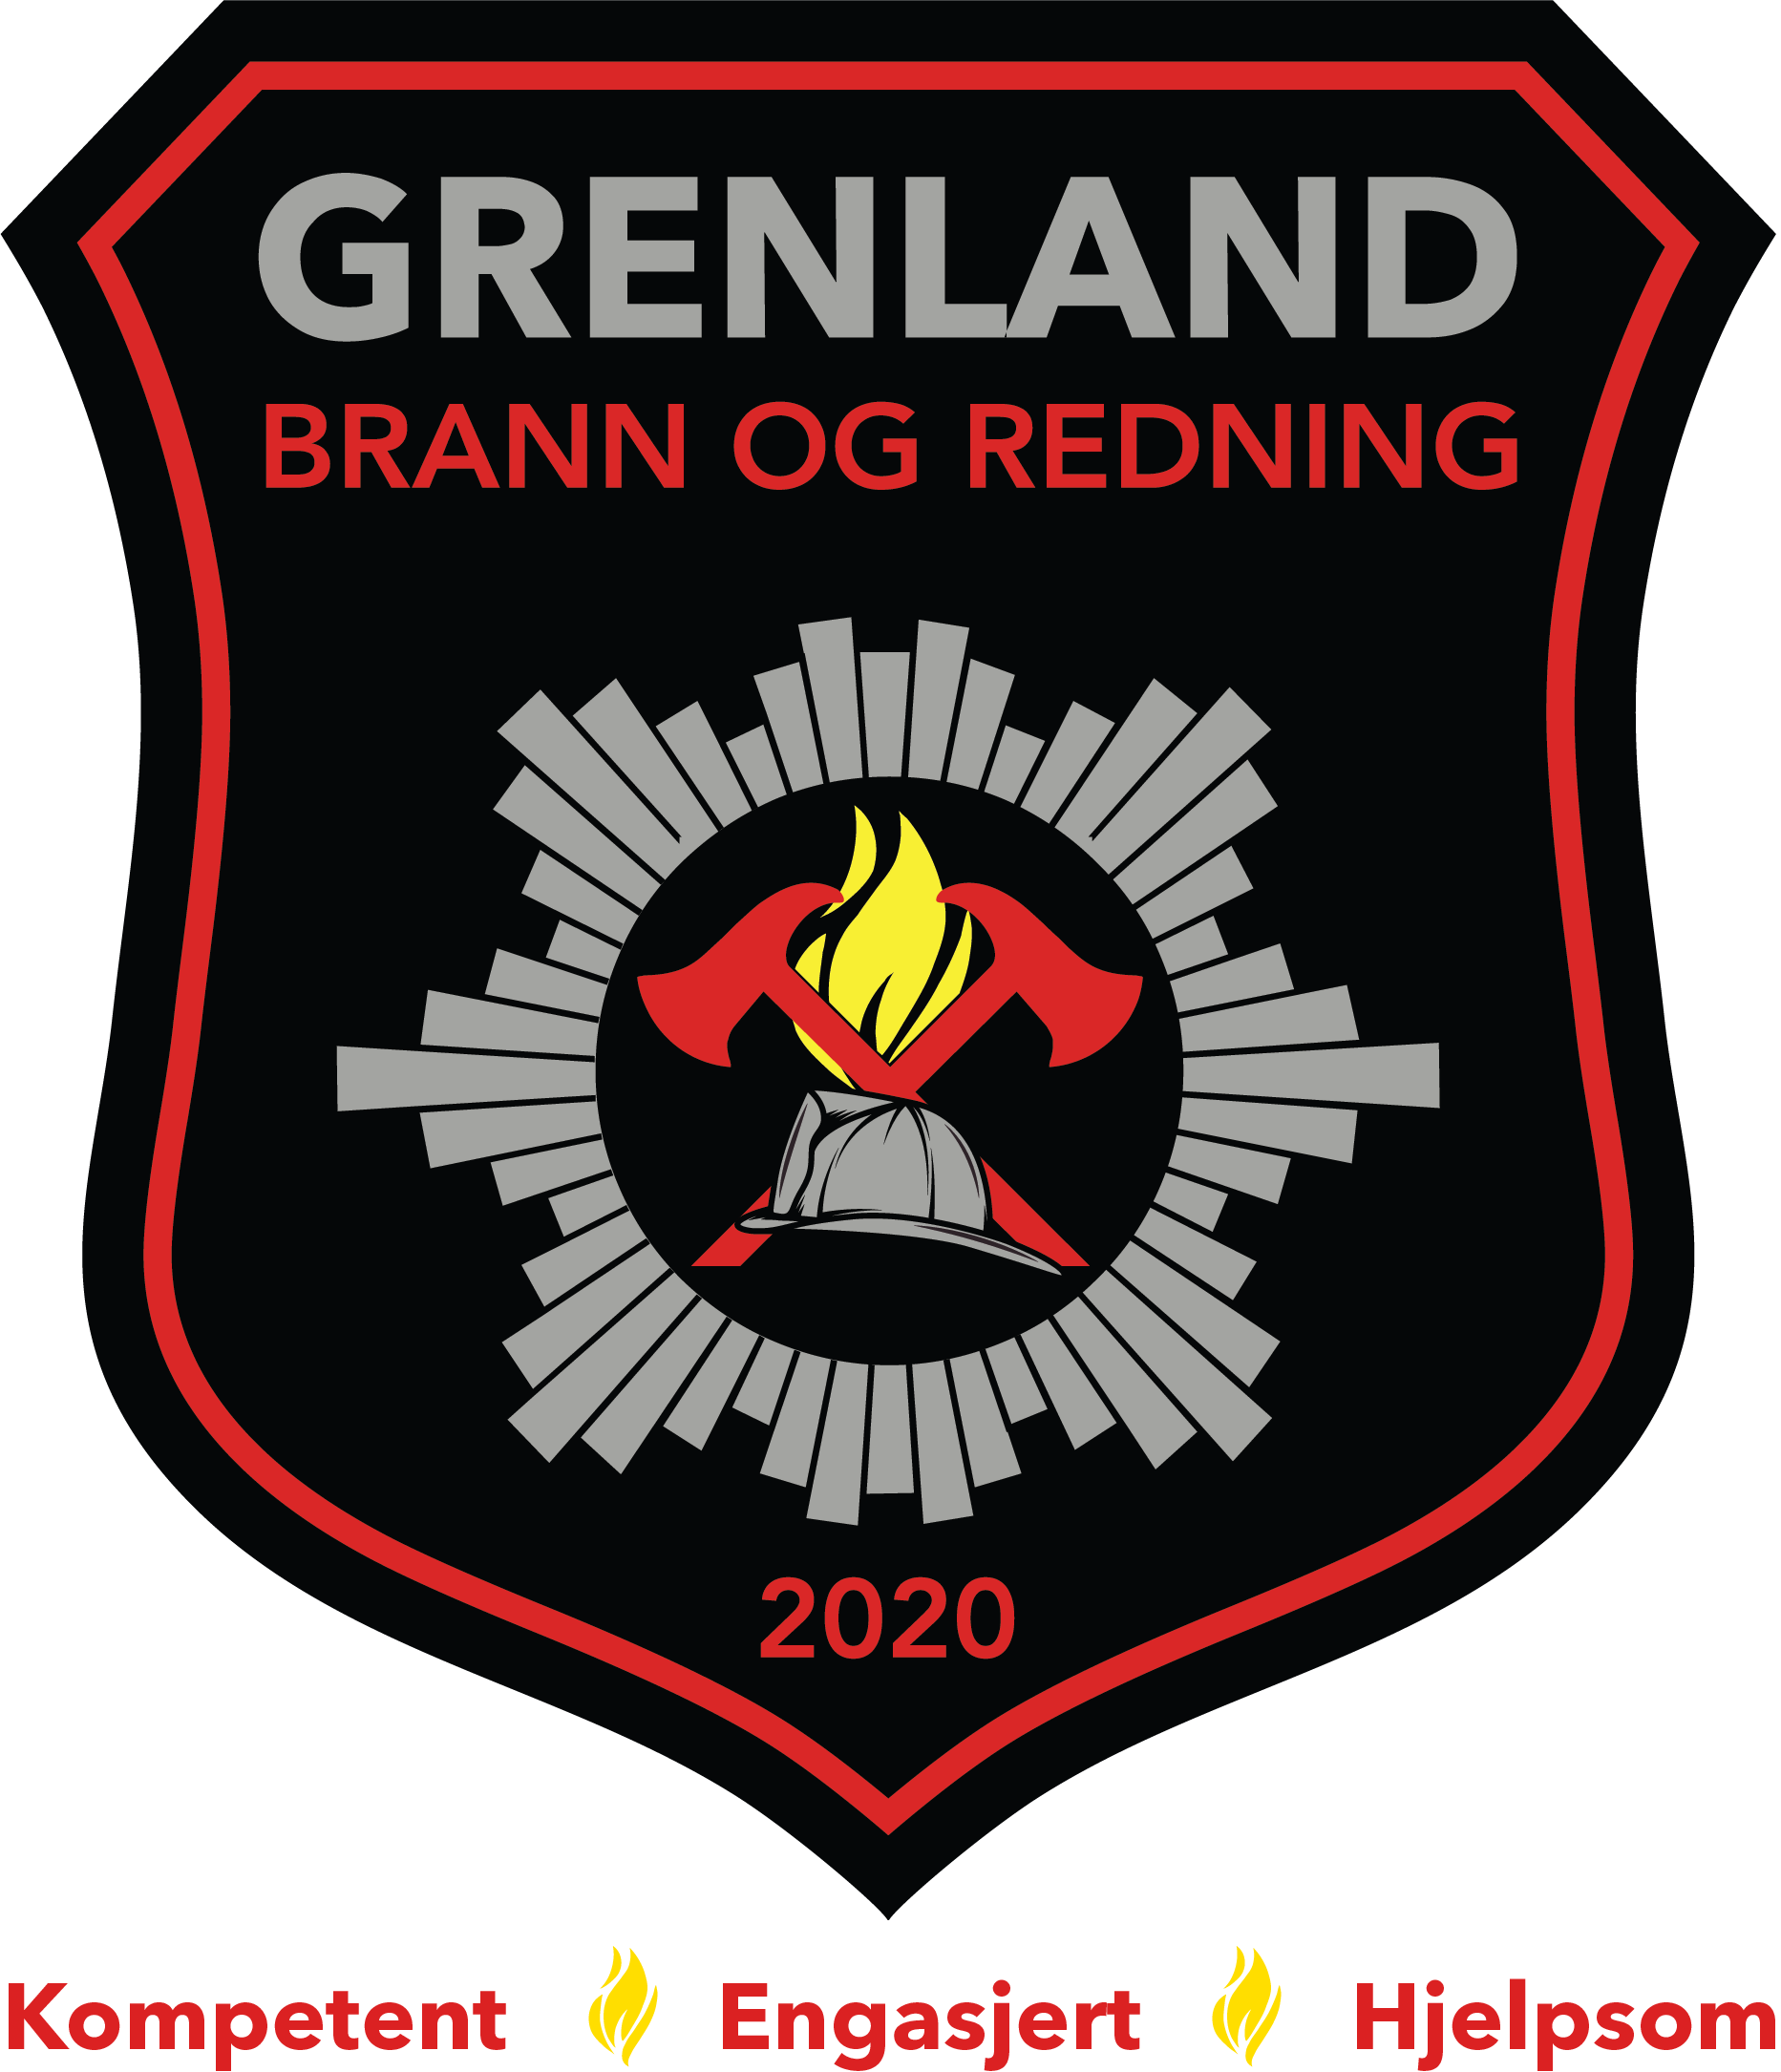 GRENLAND
BRANN OG REDNING
2020
Kompetent Engasjert Hjelpsom